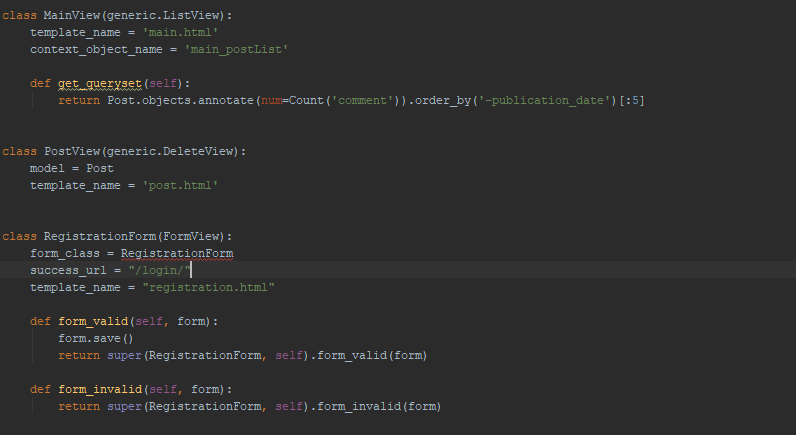 class MainView(generic.ListView):
    template_name = 'main.html'
    context_object_name = 'main_postList'
    def get_queryset(self):
        return Post.objects.annotate(num=Count('comment')).order_by('-publication_date')[:5]
class PostView(generic.DeleteView):
    model = Post
    template_name = 'post.html'
class RegistrationForm(FormView):
    form_class = RegistrationForm
    success_url = "/login/"
    template_name = "registration.html"
    def form_valid(self, form):
        form.save()
        return super(RegistrationForm, self).form_valid(form)
    def form_invalid(self, form):
        return super(RegistrationForm, self).form_invalid(form)